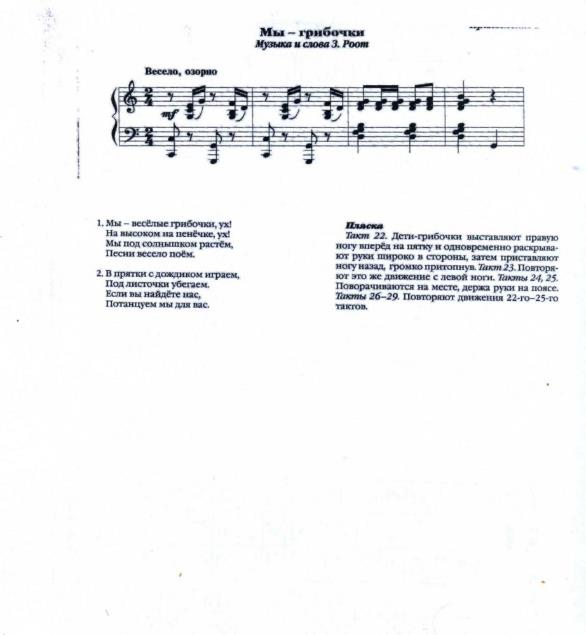 Мы – грибочки
Музыка и слова З. Роот
Весело, озорно
mf
1. Мы – весёлые грибочки, ух!
На высоком на пенёчке, ух!
Мы под солнышком растём,
Песни весело поём.
2. В прятки с дождиком играем,
Под листочки убегаем.
Если вы найдёте нас,
Потанцуем мы для вас.
Пляска
Такт 22. Дети-грибочки выставляют правую
ногу вперёд на пятку и одновременно раскрыва-
ют руки широко в стороны, затем приставляют
ногу назад, громко притопнув. Такт 23. Повторя-
ют это же движение с левой ноги. Такты 24, 25.
Поворачиваются на месте, держа руки на поясе.
Такты 26–29. Повторяют движения 22-го–25-го
тактов.